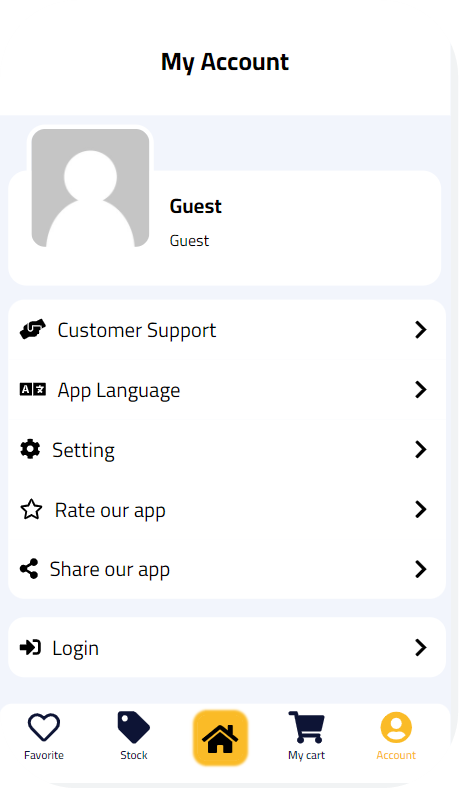 My Account
Guest
Guest
Customer Support
App Language
Setting
Rate our app
Share our app
Login
Favorite
Stock
My cart
Account